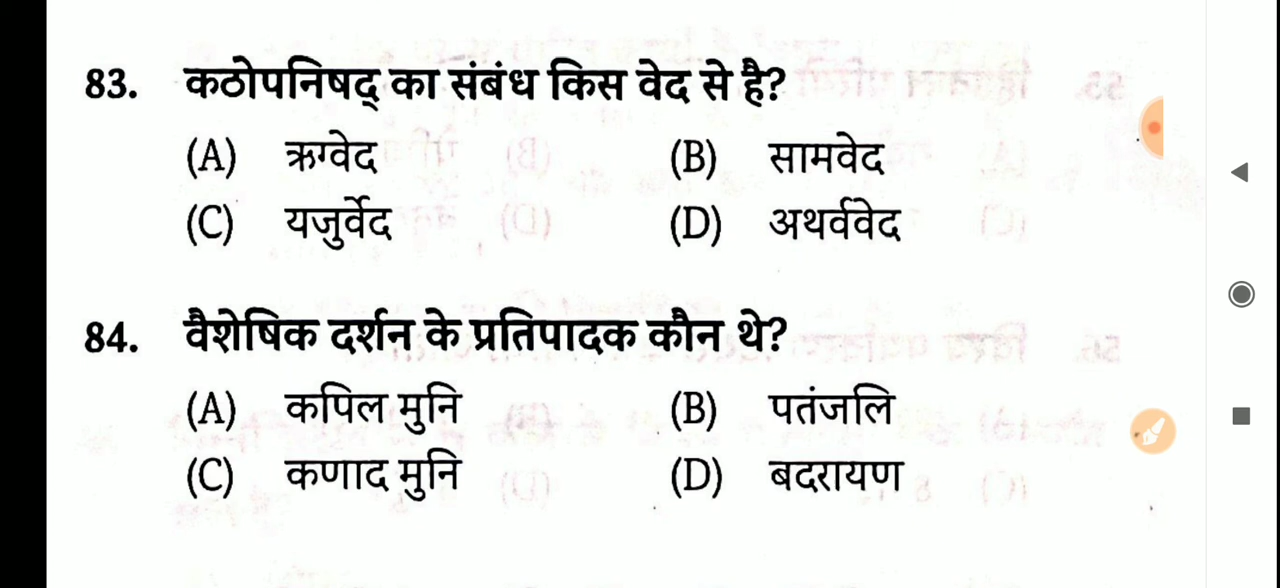 83. कठोपनिषद् का संबंध किस वेद से है?
(A) ऋग्वेद (B) सामवेद
(C) यजुर्वेद (D) अथर्ववेद
84. वैशेषिक दर्शन के प्रतिपादक कौन थे?
(A) कपिल मुनि (B) पतंजलि
(C) कणाद मुनि (D) बदरायण